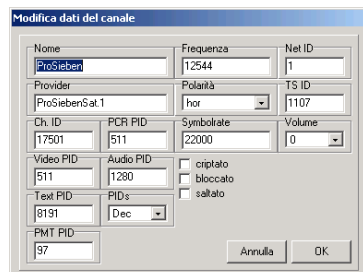 Modifica dati del canale
Nome Frequenza Net ID
ProSieben 12544 1
Provider Polarità TS ID
ProSiebenSat.1 hor 1107
Ch. ID PCR PID Symbolrate Volume
17501 511 22000 0
Video PID Audio PID
511 1280
criptato
bloccato
saltato
Text PID PIDs
8191 Dec
PMT PID
97
Annulla OK